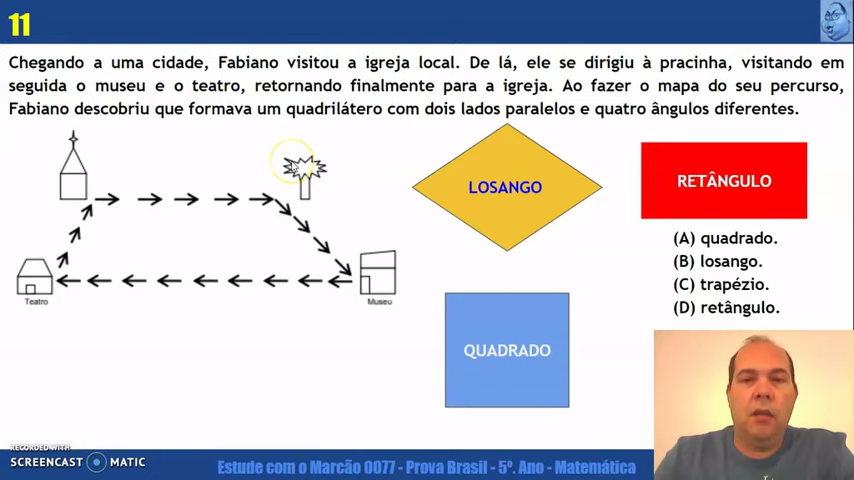 11
Chegando a uma cidade, Fabiano visitou a igreja local. De lá, ele se dirigiu à pracinha, visitando em
seguida o museu e o teatro, retornando finalmente para a igreja. Ao fazer o mapa do seu percurso,
Fabiano descobriu que formava um quadrilátero com dois lados paralelos e quatro ângulos diferentes.
LOSANGO
RETÂNGULO
(A) quadrado.
(B) losango.
(C) trapézio.
(D) retângulo.
Teatro
Museu
QUADRADO
RECORDED WITH
SCREENCAST MATIC
Estude com o Marcão 0077 - Prova Brasil - 5º. Ano - Matemática